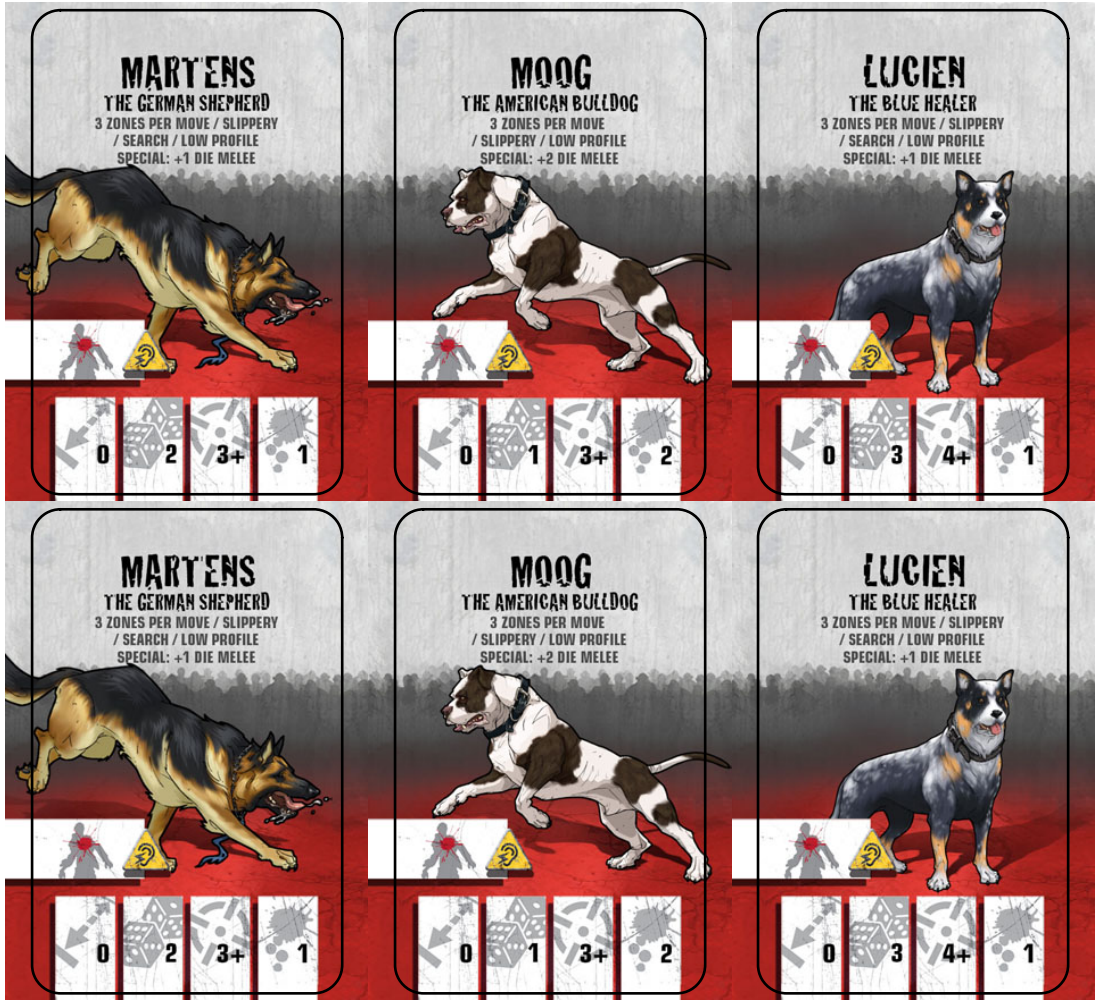 MARTENS
THE GERMAN SHEPHERD
3 ZONES PER MOVE / SLIPPERY
/ SEARCH / LOW PROFILE
SPECIAL: +1 DIE MELEE
0 2 3+ 1
MOOG
THE AMERICAN BULLDOG
3 ZONES PER MOVE
/ SLIPPERY / LOW PROFILE
SPECIAL: +2 DIE MELEE
0 1 3+ 2
LUCIEN
THE BLUE HEALER
3 ZONES PER MOVE / SLIPPERY
/ SEARCH / LOW PROFILE
SPECIAL: +1 DIE MELEE
0 3 4+ 1
MARTENS
THE GERMAN SHEPHERD
3 ZONES PER MOVE / SLIPPERY
/ SEARCH / LOW PROFILE
SPECIAL: +1 DIE MELEE
0 2 3+ 1
MOOG
THE AMERICAN BULLDOG
3 ZONES PER MOVE
/ SLIPPERY / LOW PROFILE
SPECIAL: +2 DIE MELEE
0 1 3+ 2
LUCIEN
THE BLUE HEALER
3 ZONES PER MOVE / SLIPPERY
/ SEARCH / LOW PROFILE
SPECIAL: +1 DIE MELEE
0 3 4+ 1